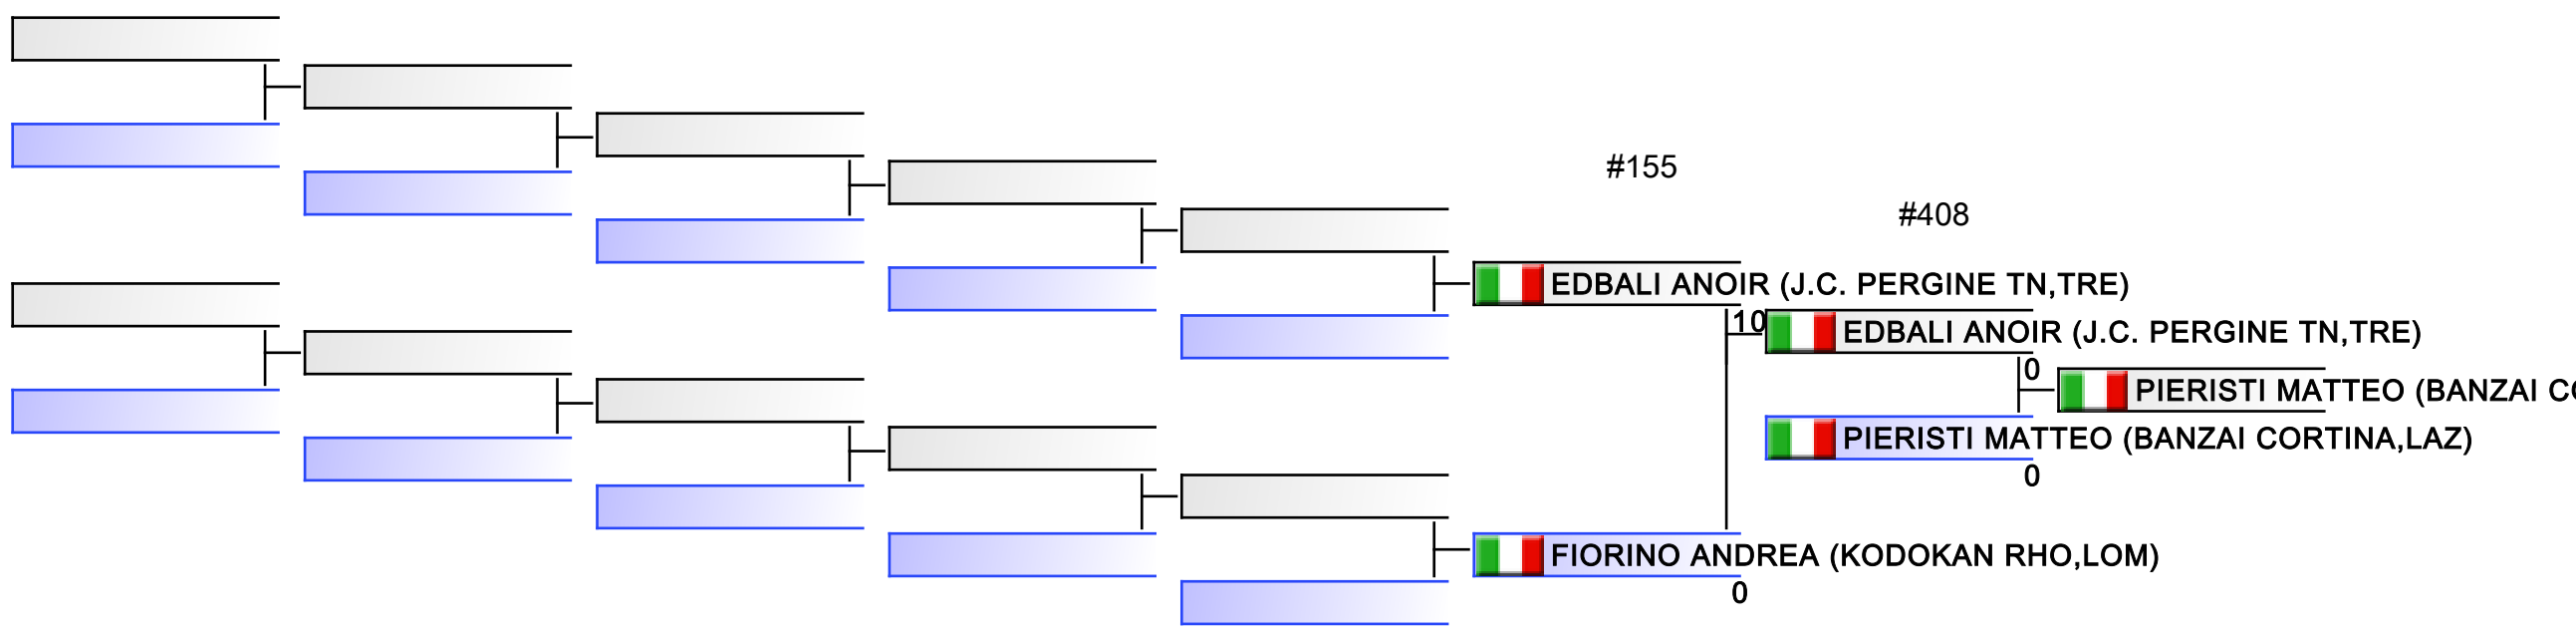 #155
#408
EDBALI ANOIR (J.C. PERGINE TN,TRE)
10
EDBALI ANOIR (J.C. PERGINE TN,TRE)
0
PIERISTI MATTEO (BANZAI CO
PIERISTI MATTEO (BANZAI CORTINA,LAZ)
0
FIORINO ANDREA (KODOKAN RHO,LOM)
0